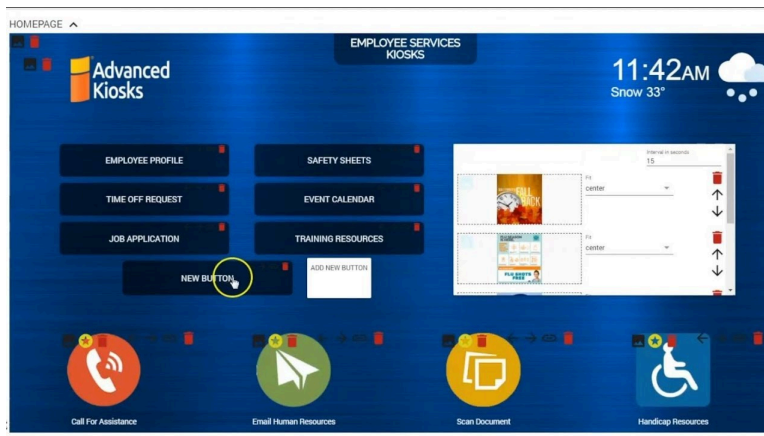 HOMEPAGE
EMPLOYEE SERVICES
KIOSKS
Advanced
Kiosks
11:42AM
Snow 33°
EMPLOYEE PROFILE
SAFETY SHEETS
TIME OFF REQUEST
EVENT CALENDAR
JOB APPLICATION
TRAINING RESOURCES
NEW BUTTON
ADD NEW BUTTON
Interval in seconds
15
FALL
BACK
Fit
center
Fit
center
FLU SHOTS
FREE
Call For Assistance
Email Human Resources
Scan Document
Handicap Resources